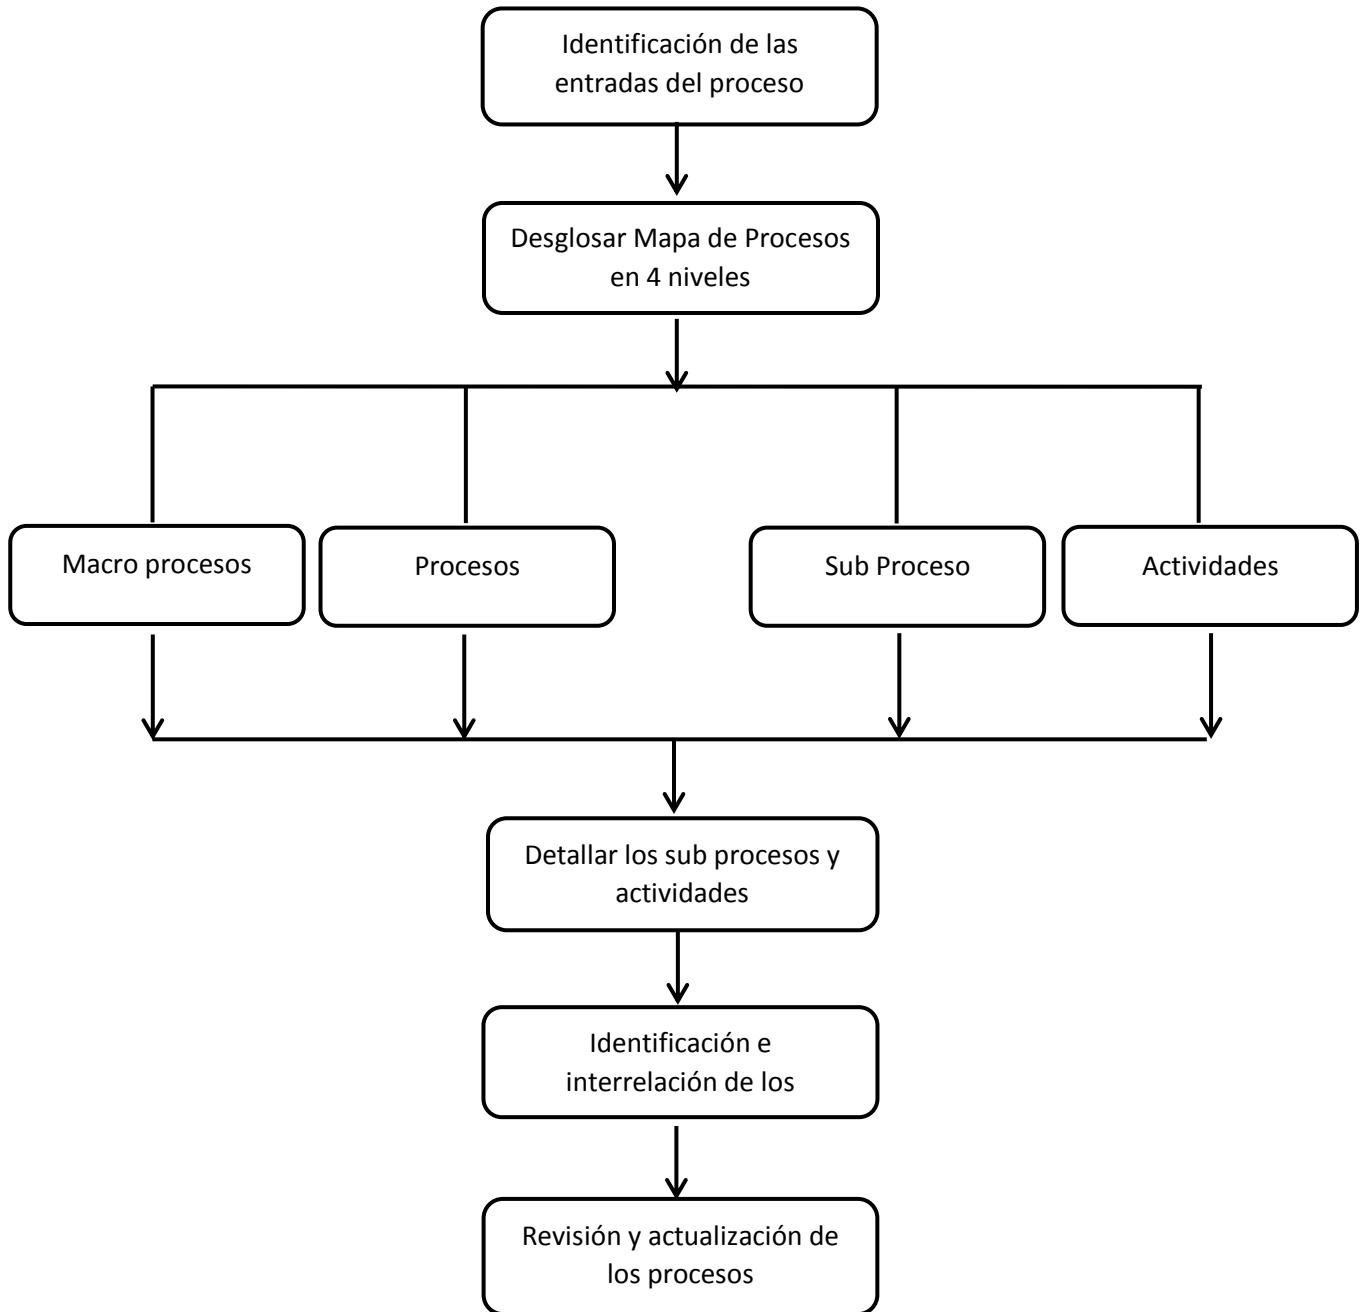 Identificación de las
entradas del proceso
Desglosar Mapa de Procesos
en 4 niveles
Macro procesos
Procesos
Sub Proceso
Actividades
Detallar los sub procesos y
actividades
Identificación e
interrelación de los
Revisión y actualización de
los procesos